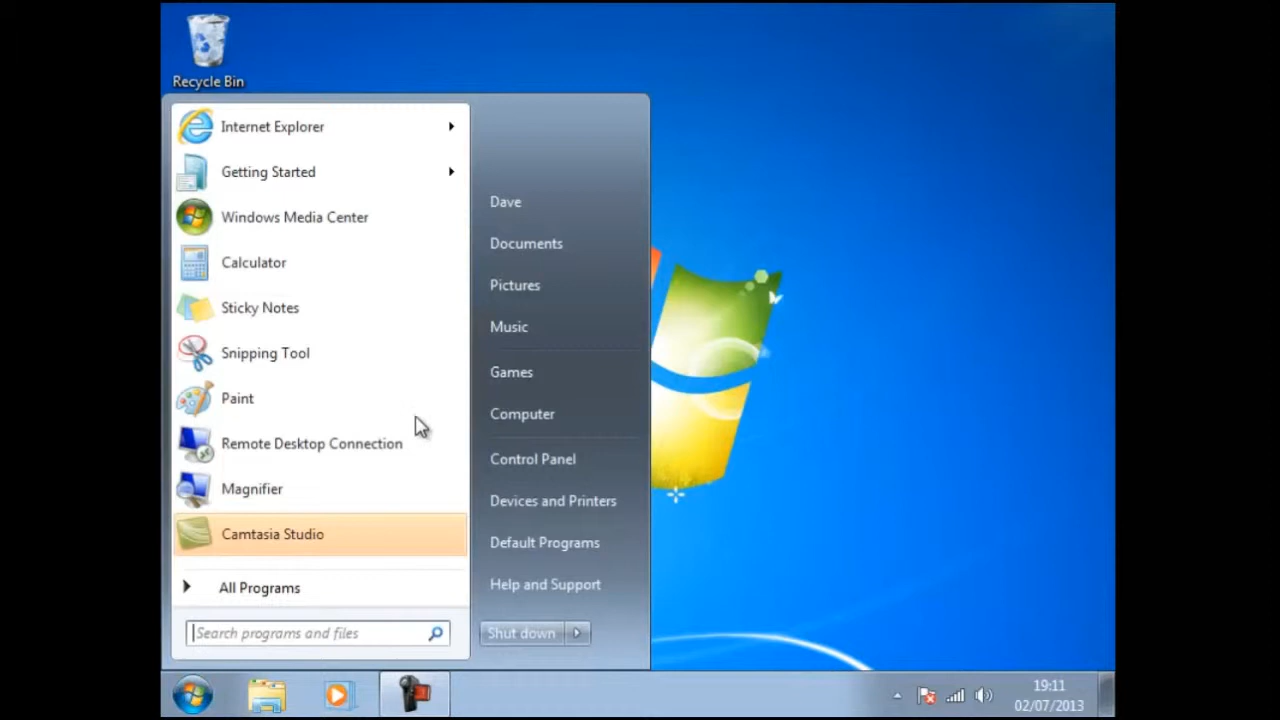 Recycle Bin
Internet Explorer
Getting Started
Windows Media Center
Calculator
Sticky Notes
Snipping Tool
Paint
Remote Desktop Connection
Magnifier
Camtasia Studio
All Programs
Search programs and files
Dave
Documents
Pictures
Music
Games
Computer
Control Panel
Devices and Printers
Default Programs
Help and Support
Shut down
19:11
02/07/2013